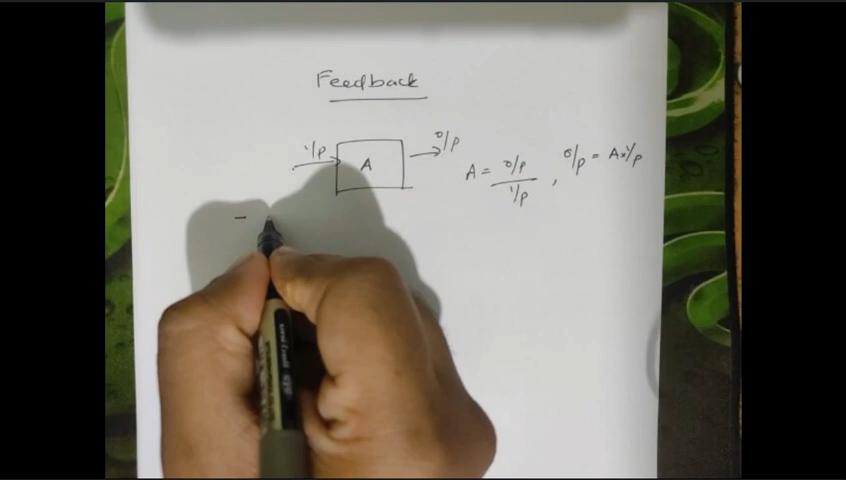 Feedback
i/p A o/p
A = o/p / i/p , o/p = A x i/p
-